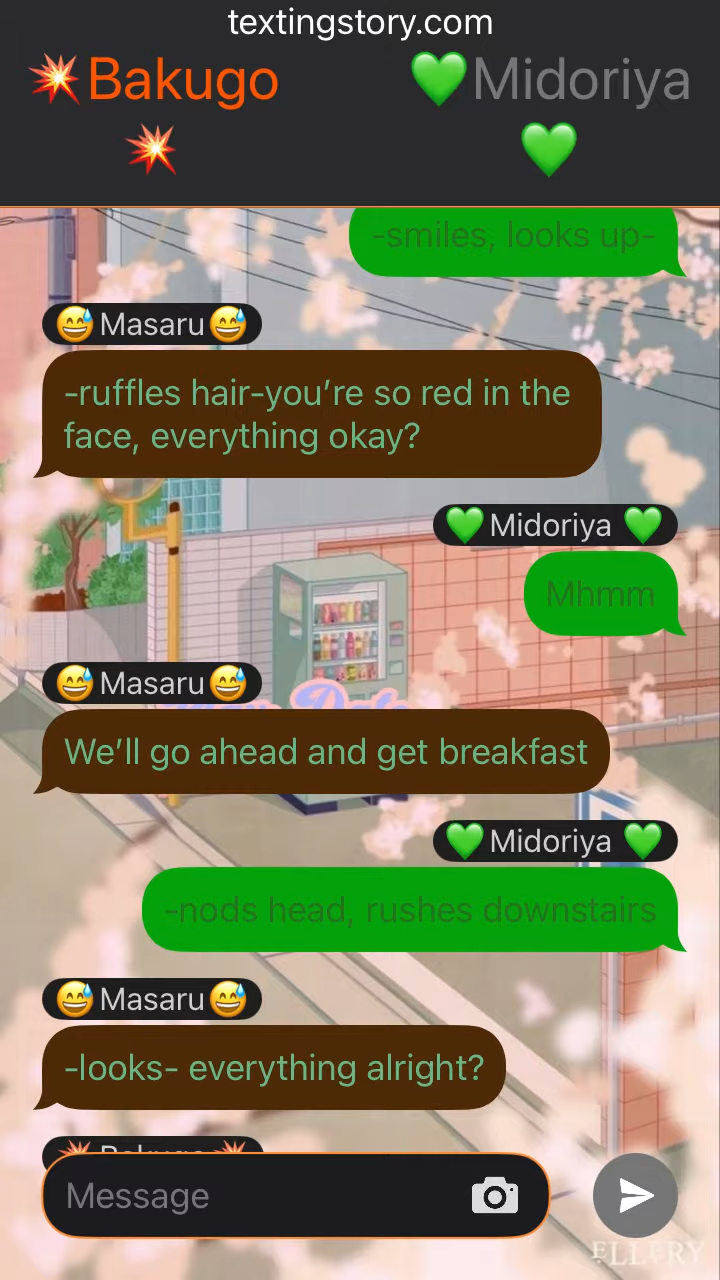 textingstory.com
💥Bakugo
💥
💚Midoriya
💚
-smiles, looks up-
😅Masaru😅
-ruffles hair-you’re so red in the
face, everything okay?
💚Midoriya 💚
Mhmm
😅Masaru😅
We’ll go ahead and get breakfast
💚Midoriya 💚
-nods head, rushes downstairs
😅Masaru😅
-looks- everything alright?
💥Bakugo💥
Message
ELLERY